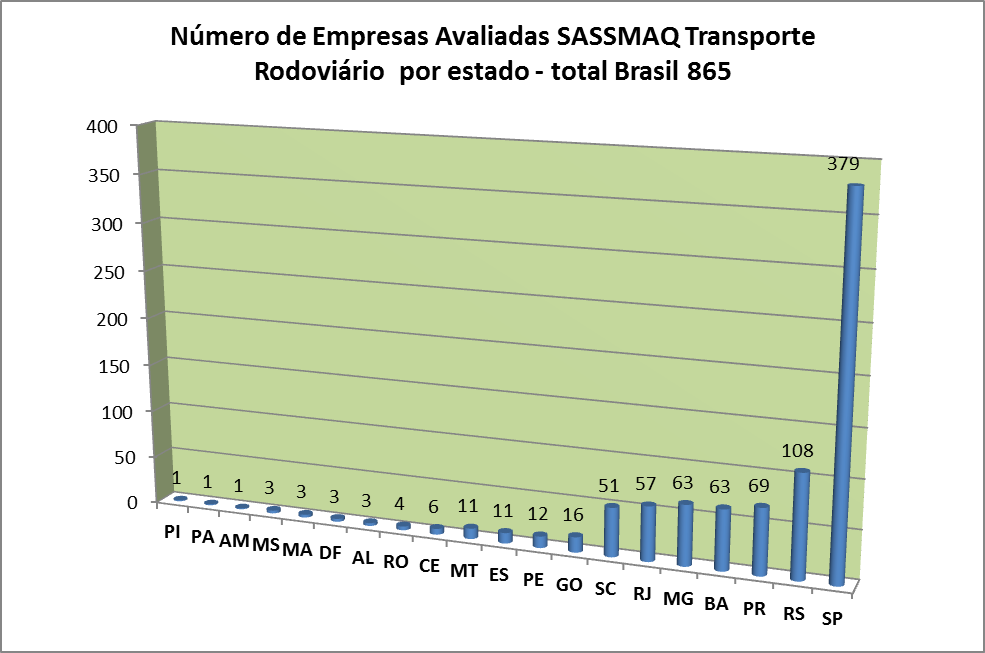 Número de Empresas Avaliadas SASSMAQ Transporte
Rodoviário por estado - total Brasil 865
400
350
300
250
200
150
100
50
0
1 1 1 3 3 3 3 4 6 11 11 12 16 51 57 63 63 69 108 379
PI PA AM MS MA DF AL RO CE MT ES PE GO SC RJ MG BA PR RS SP